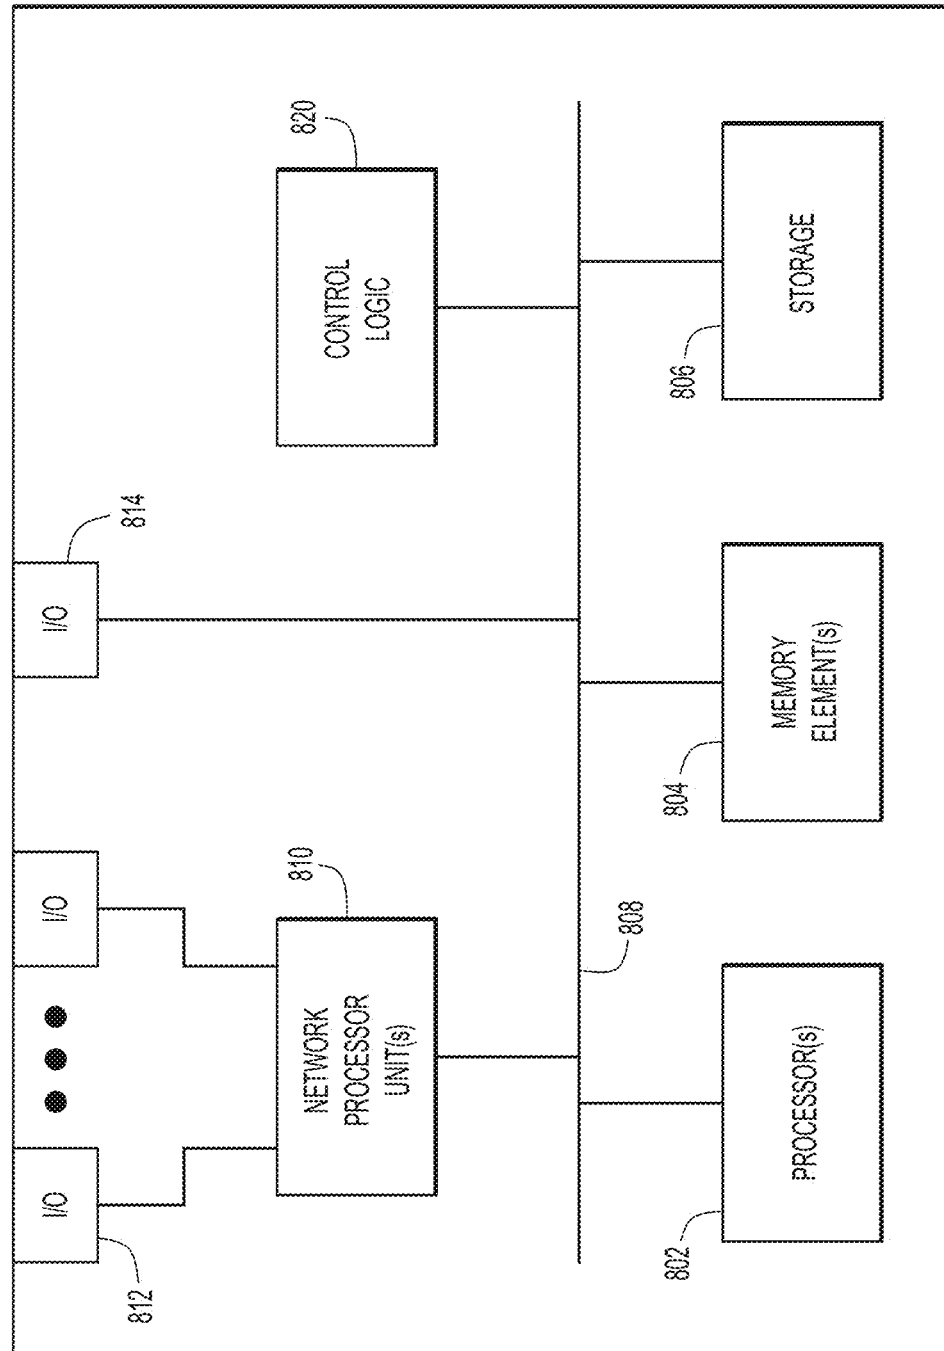 812
I/O
I/O
I/O
814
810
NETWORK
PROCESSOR
UNIT(s)
820
CONTROL
LOGIC
808
802
PROCESSOR(s)
804
MEMORY
ELEMENT(s)
806
STORAGE